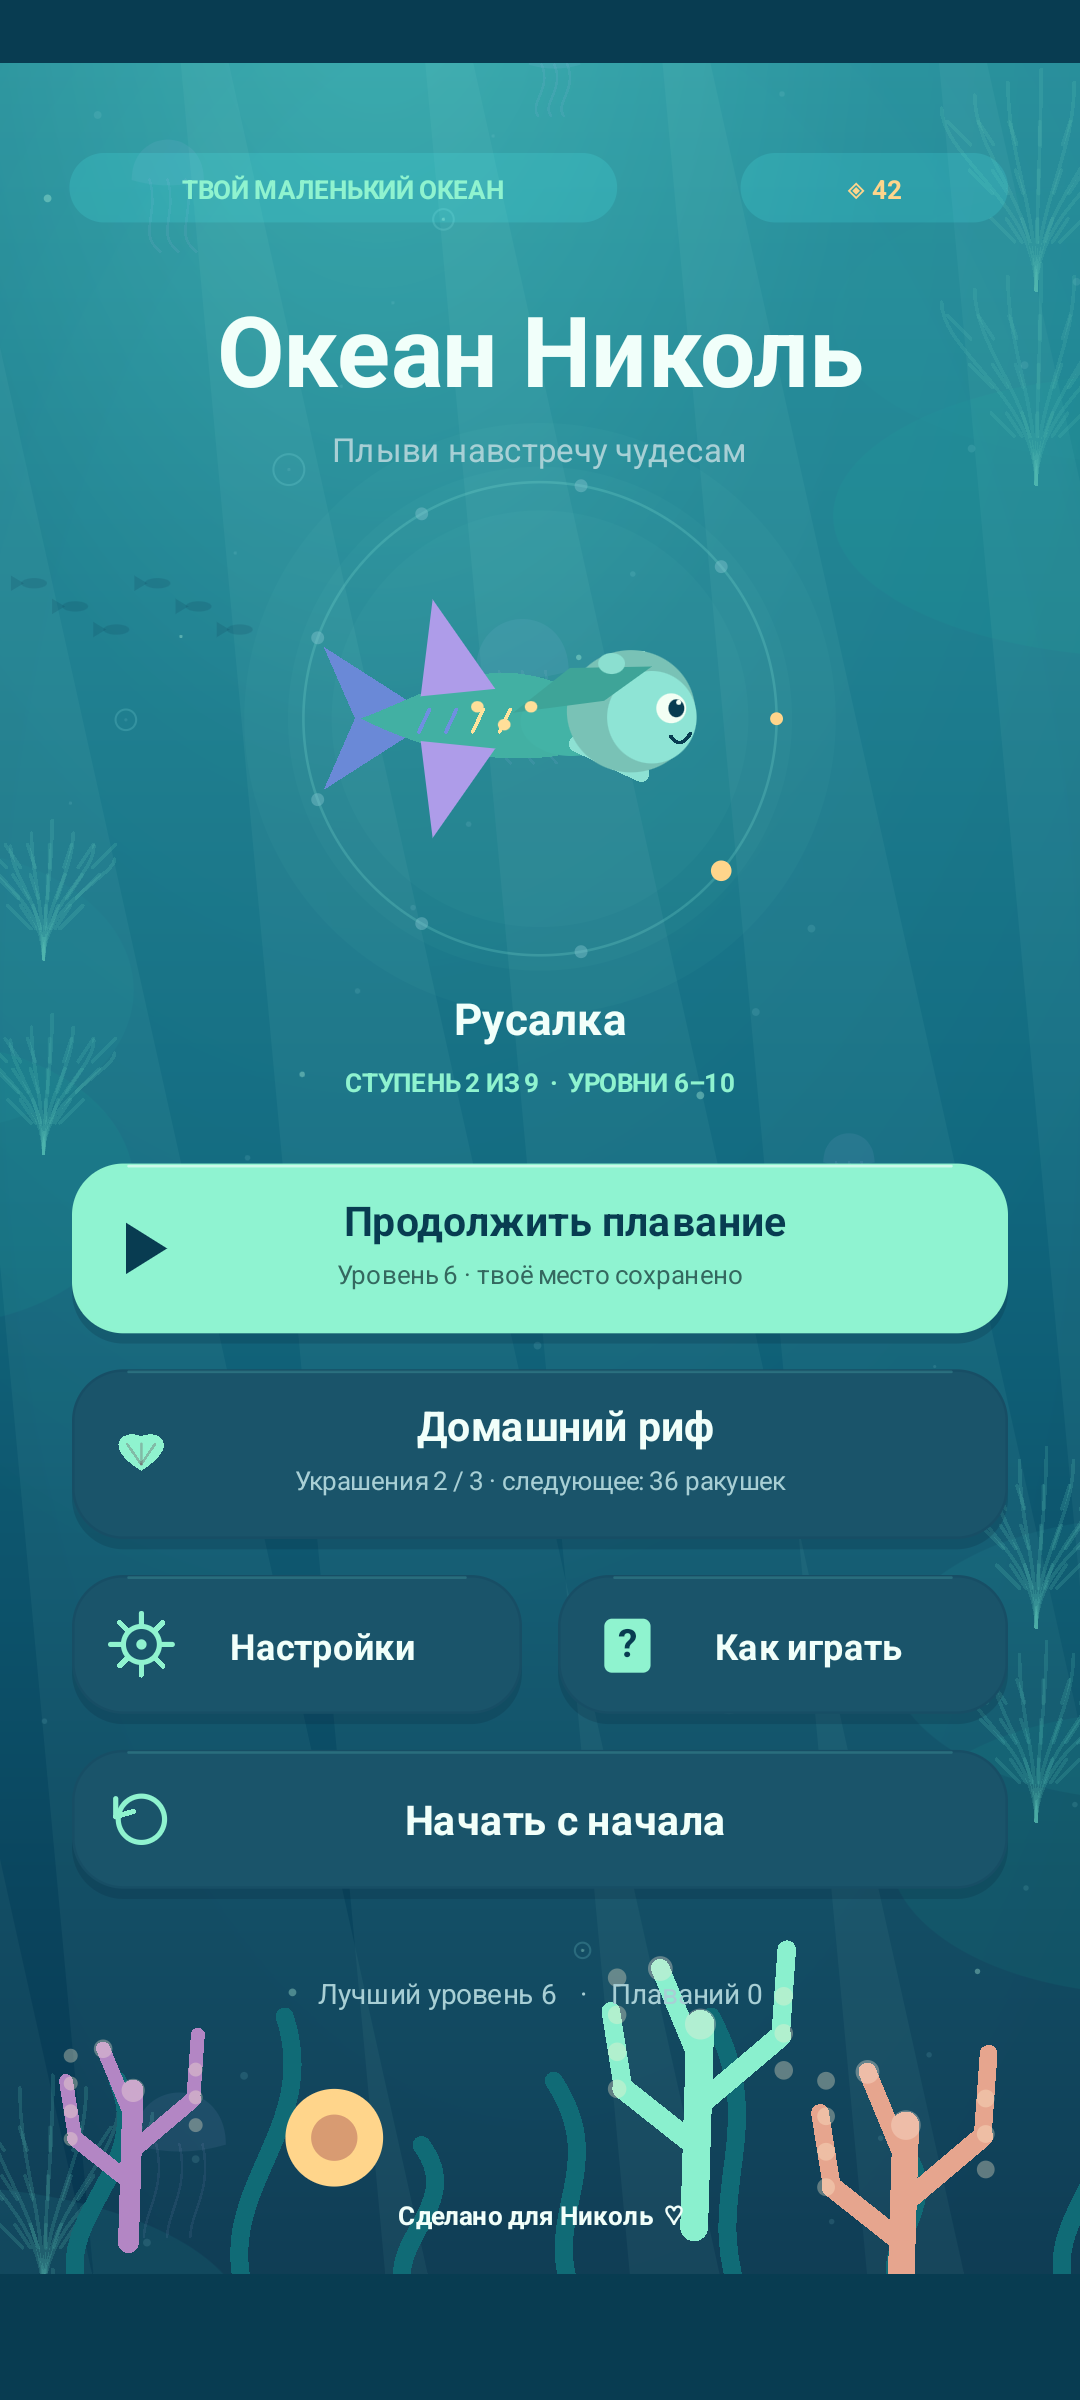 ТВОЙ МАЛЕНЬКИЙ ОКЕАН
◈ 42
Океан Николь
Плыви навстречу чудесам
Русалка
СТУПЕНЬ 2 ИЗ 9 · УРОВНИ 6–10
Продолжить плавание
Уровень 6 · твоё место сохранено
Домашний риф
Украшения 2 / 3 · следующее: 36 ракушек
Настройки
? Как играть
Начать с начала
Лучший уровень 6 · Плаваний 0
Сделано для Николь ♡